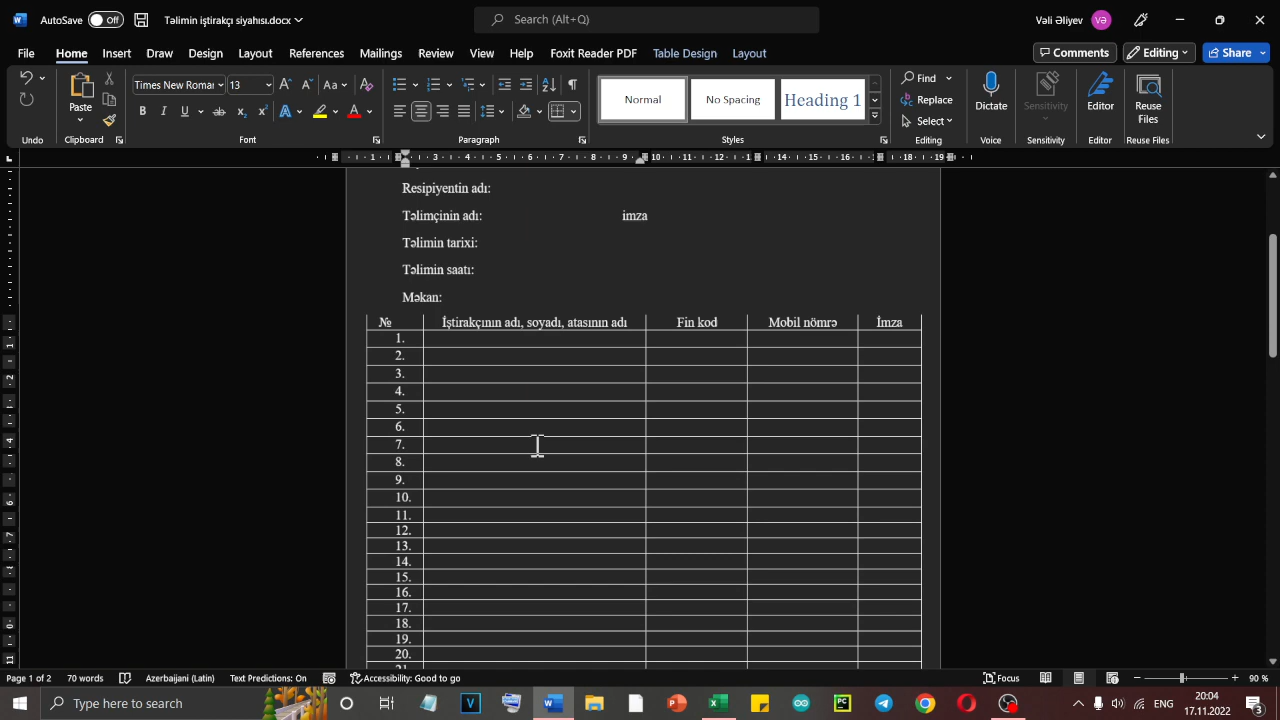 AutoSave Off Təlimin iştirakçı siyahısı.docx Search (Alt+Q) Vəli Əliyev VƏ
File Home Insert Draw Design Layout References Mailings Review View Help Foxit Reader PDF Table Design Layout Comments Editing Share
Paste Times New Roma 13 Normal No Spacing Heading 1 Find Replace Select Dictate Sensitivity Editor Reuse Files
Undo Clipboard Font Paragraph Styles Editing Voice Sensitivity Editor Reuse Files
Resipiyentin adı:
Təlimçinin adı: imza
Təlimin tarixi:
Təlimin saatı:
Məkan:
№ İştirakçının adı, soyadı, atasının adı Fin kod Mobil nömrə İmza
1.
2.
3.
4.
5.
6.
7.
8.
9.
10.
11.
12.
13.
14.
15.
16.
17.
18.
19.
20.
21.
Page 1 of 2 70 words Azerbaijani (Latin) Text Predictions: On Accessibility: Good to go Focus 90 %
Type here to search ENG 20:04
17.11.2022 3